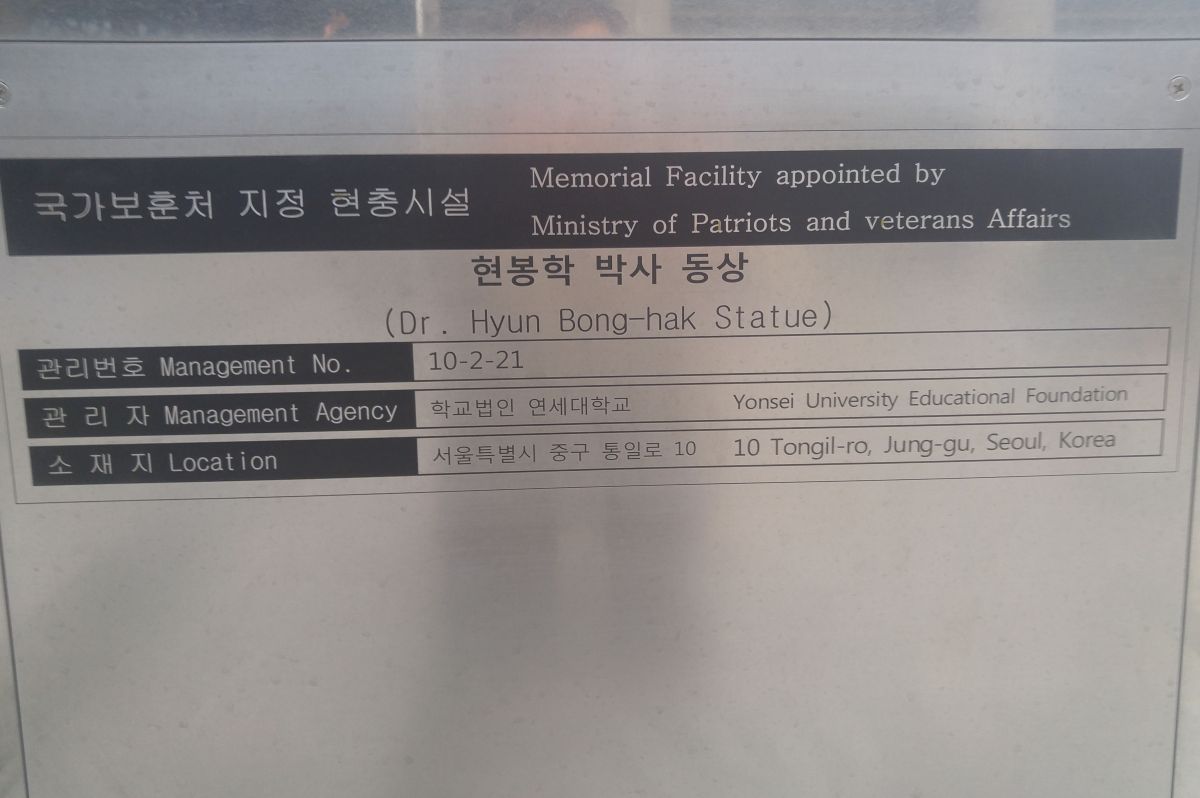 국가보훈처 지정 현충시설
Memorial Facility appointed by
Ministry of Patriots and veterans Affairs
현봉학 박사 동상
(Dr. Hyun Bong-hak Statue)
관리번호 Management No. 10-2-21
관 리 자 Management Agency 학교법인 연세대학교 Yonsei University Educational Foundation
소 재 지 Location 서울특별시 중구 통일로 10 10 Tongil-ro, Jung-gu, Seoul, Korea